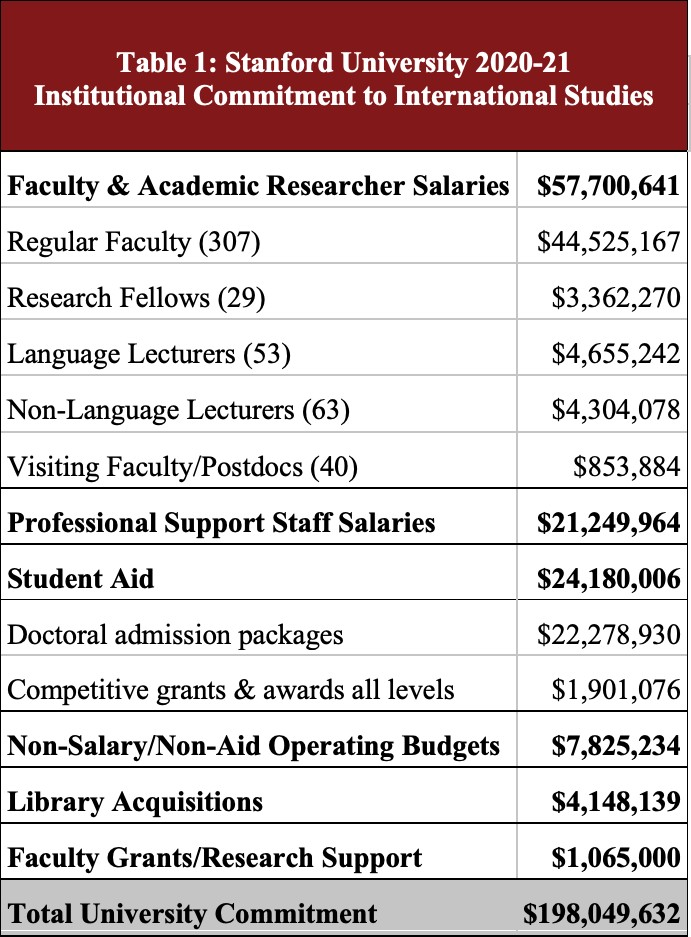 Table 1: Stanford University 2020-21
Institutional Commitment to International Studies
Faculty & Academic Researcher Salaries $57,700,641
Regular Faculty (307) $44,525,167
Research Fellows (29) $3,362,270
Language Lecturers (53) $4,655,242
Non-Language Lecturers (63) $4,304,078
Visiting Faculty/Postdocs (40) $853,884
Professional Support Staff Salaries $21,249,964
Student Aid $24,180,006
Doctoral admission packages $22,278,930
Competitive grants & awards all levels $1,901,076
Non-Salary/Non-Aid Operating Budgets $7,825,234
Library Acquisitions $4,148,139
Faculty Grants/Research Support $1,065,000
Total University Commitment $198,049,632